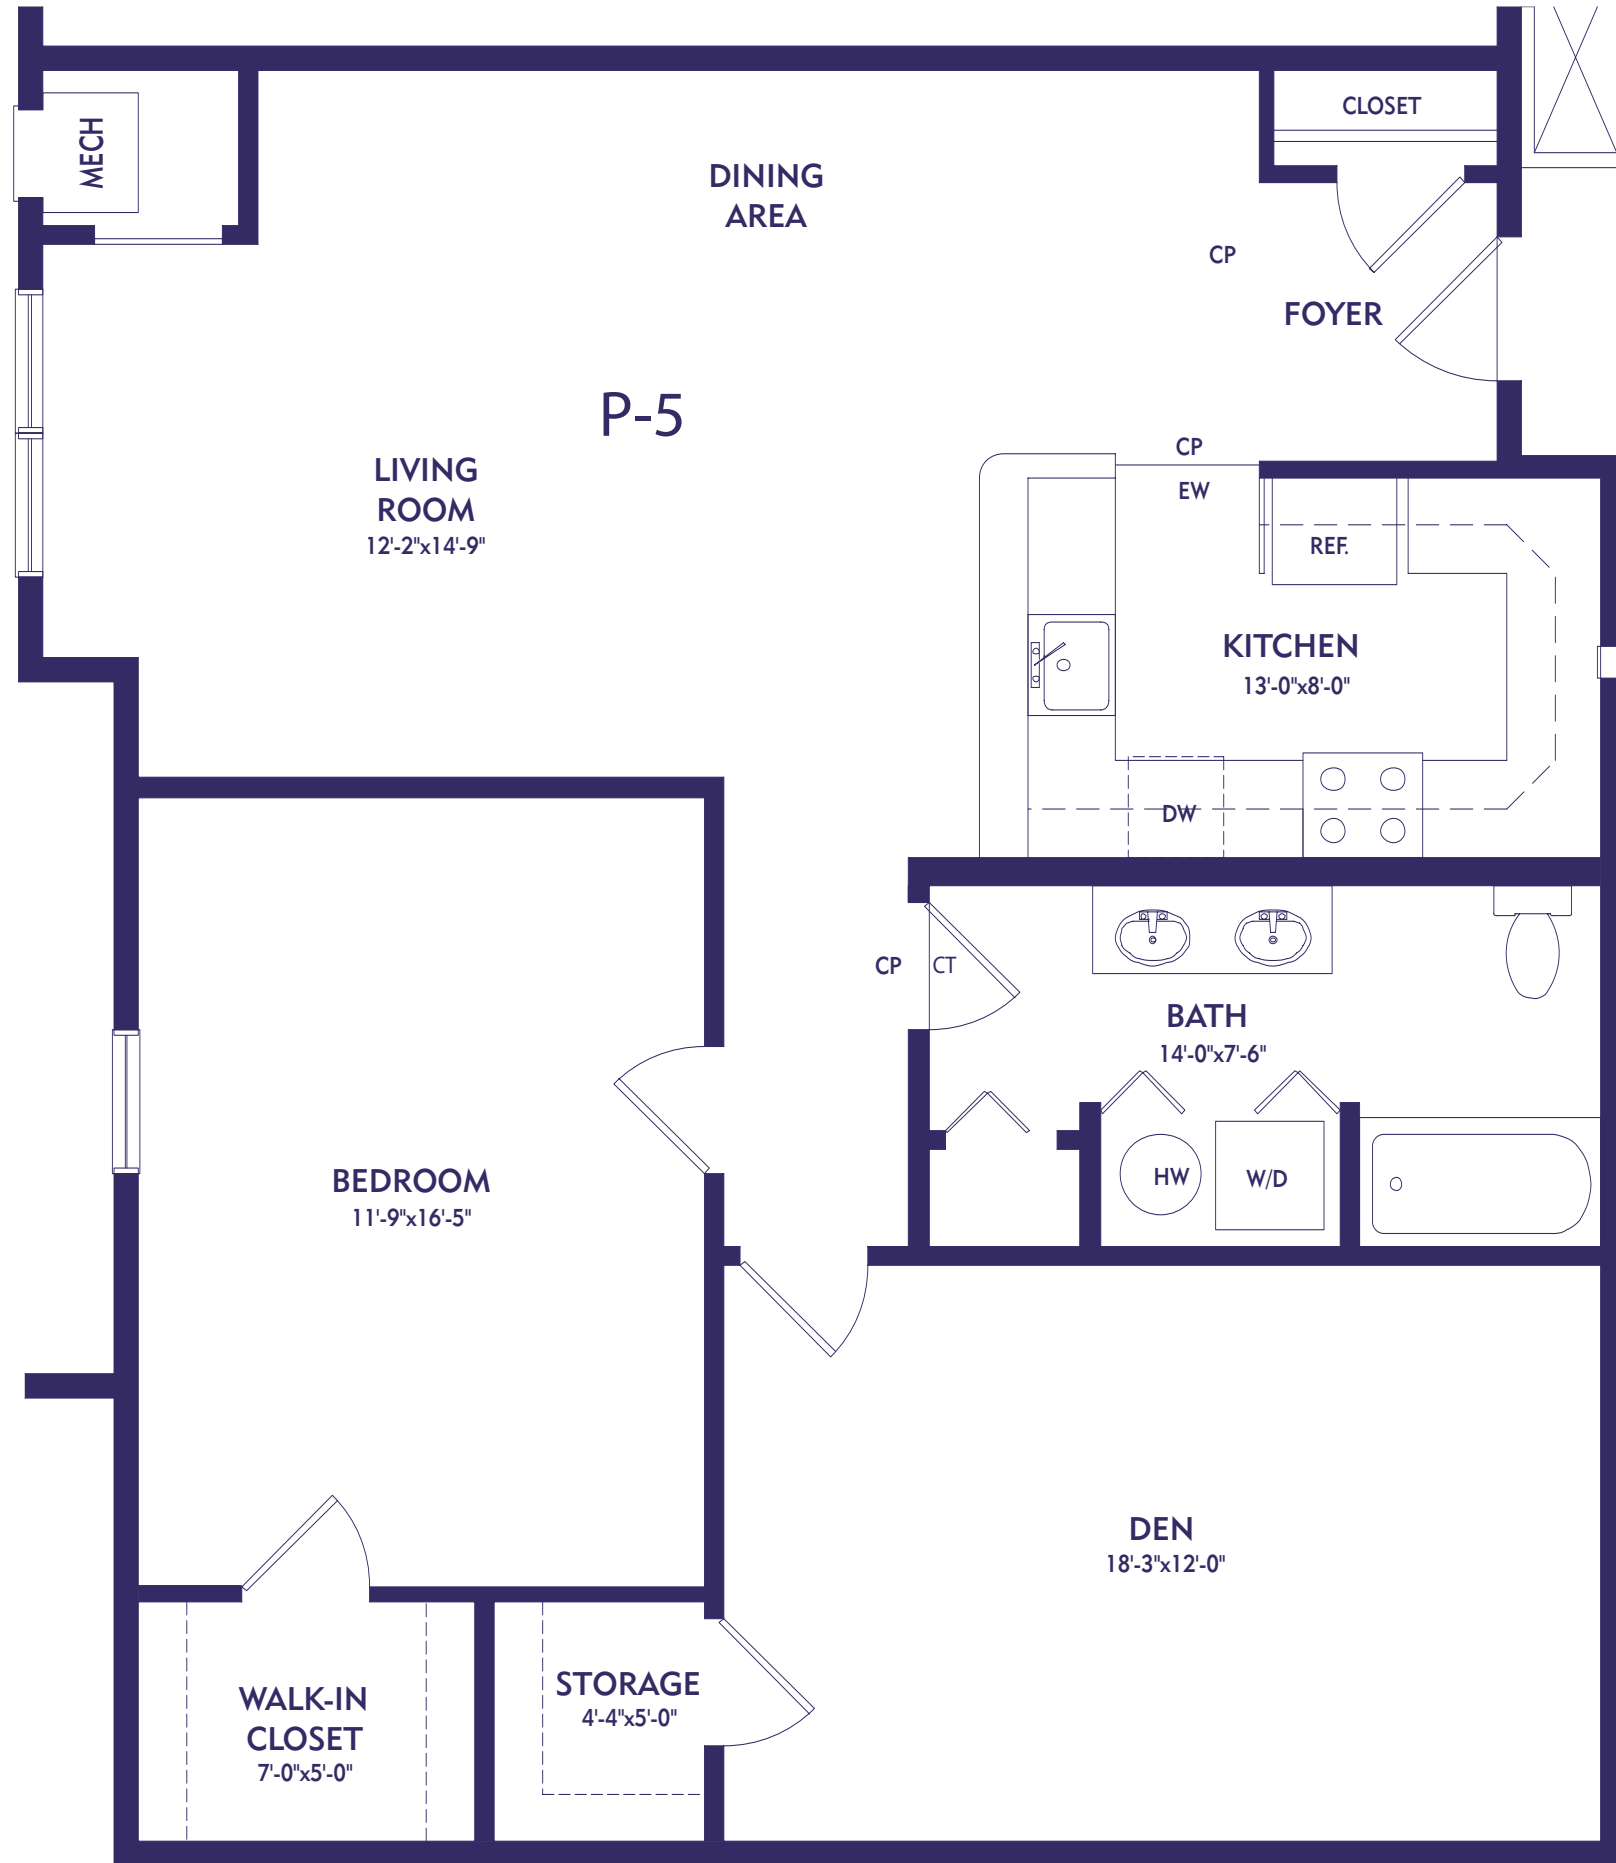 CLOSET
MECH
DINING
AREA
CP
FOYER
P-5
CP
LIVING
ROOM
12'-2"x14'-9"
EW
REF.
KITCHEN
13'-0"x8'-0"
DW
CP
CT
BATH
14'-0"x7'-6"
BEDROOM
11'-9"x16'-5"
HW
W/D
DEN
18'-3"x12'-0"
WALK-IN
CLOSET
7'-0"x5'-0"
STORAGE
4'-4"x5'-0"